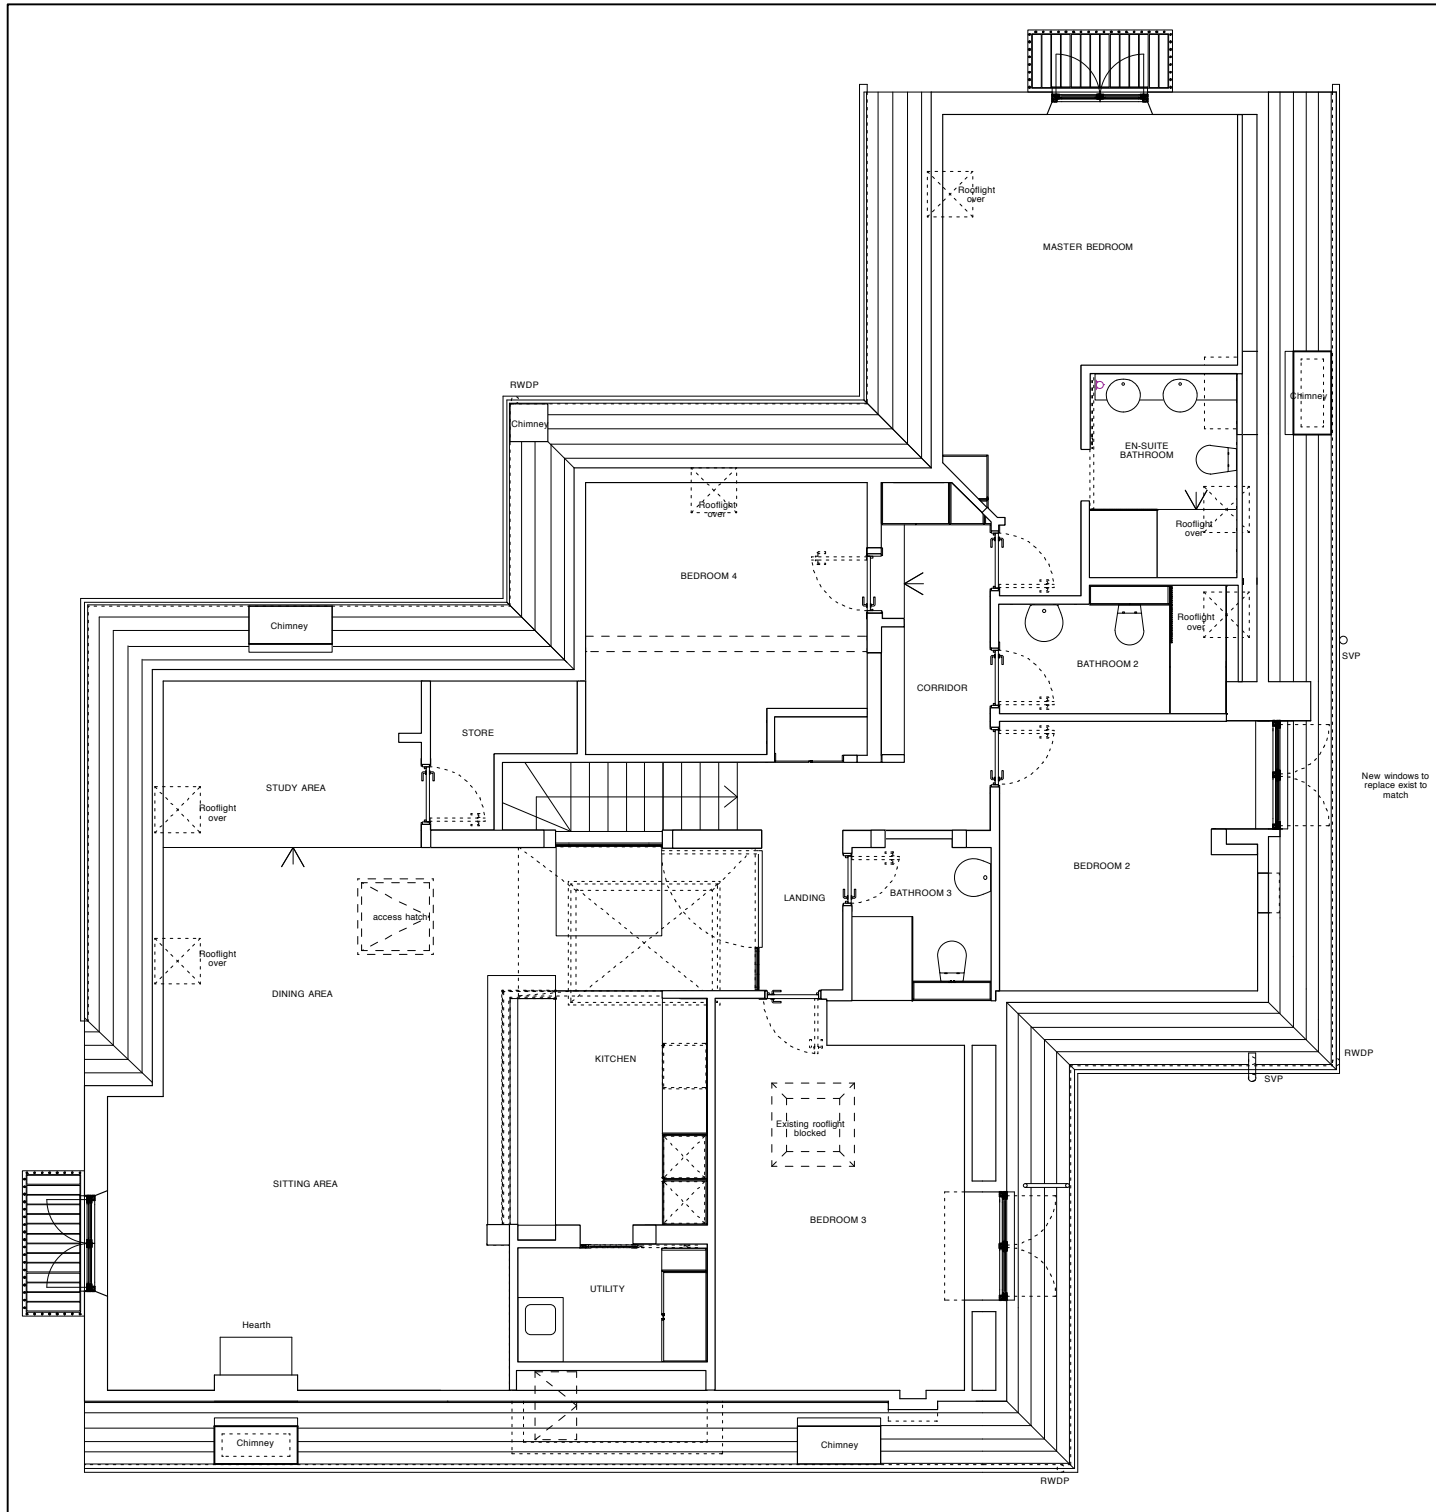 Rooflight
over
MASTER BEDROOM
RWDP
Chimney
Chimney
EN-SUITE
BATHROOM
Rooflight
over
Rooflight
over
BEDROOM 4
Chimney
Rooflight
over
BATHROOM 2
SVP
CORRIDOR
STORE
STUDY AREA
Rooflight
over
New windows to
replace exist to
match
BEDROOM 2
BATHROOM 3
LANDING
access hatch
Rooflight
over
DINING AREA
KITCHEN
RWDP
SVP
Existing rooflight
blocked
SITTING AREA
BEDROOM 3
UTILITY
Hearth
Chimney
Chimney
RWDP